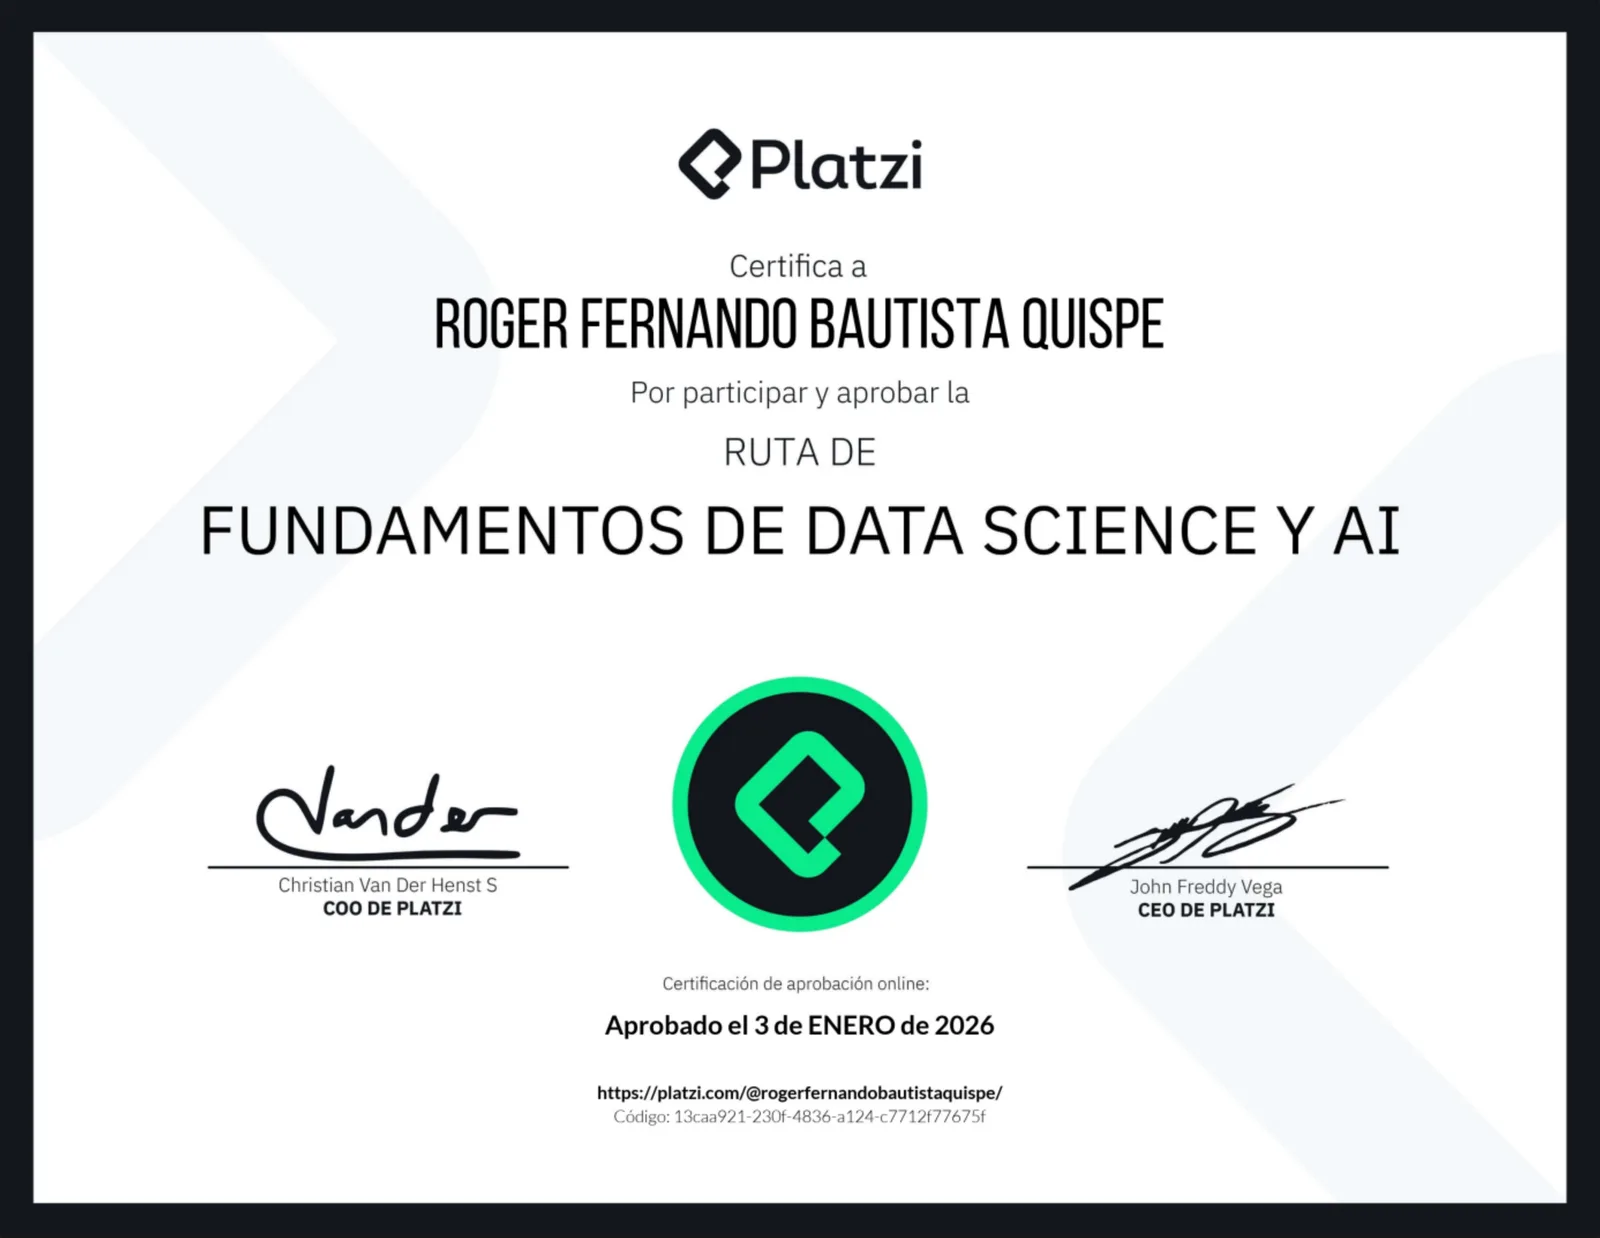 Platzi
Certifica a
ROGER FERNANDO BAUTISTA QUISPE
Por participar y aprobar la
RUTA DE
FUNDAMENTOS DE DATA SCIENCE Y AI
Vander
Christian Van Der Henst S
COO DE PLATZI
John Freddy Vega
CEO DE PLATZI
Certificación de aprobación online:
Aprobado el 3 de ENERO de 2026
https://platzi.com/@rogerfernandobautistaquispe/
Código: 13caa921-230f-4836-a124-c7712f77675f